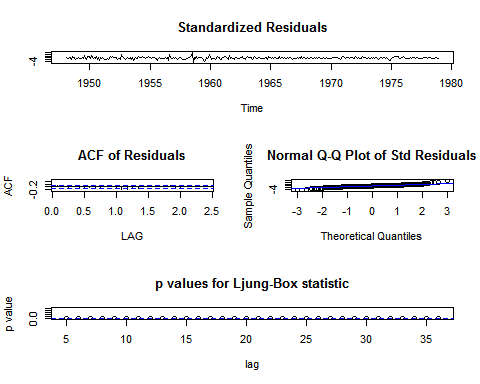 Standardized Residuals
-4
1950 1955 1960 1965 1970 1975 1980
Time
ACF of Residuals
ACF
-0.2
0.0 0.5 1.0 1.5 2.0 2.5
LAG
Normal Q-Q Plot of Std Residuals
Sample Quantiles
-4
-3 -2 -1 0 1 2 3
Theoretical Quantiles
p values for Ljung-Box statistic
p value
0.0
5 10 15 20 25 30 35
lag